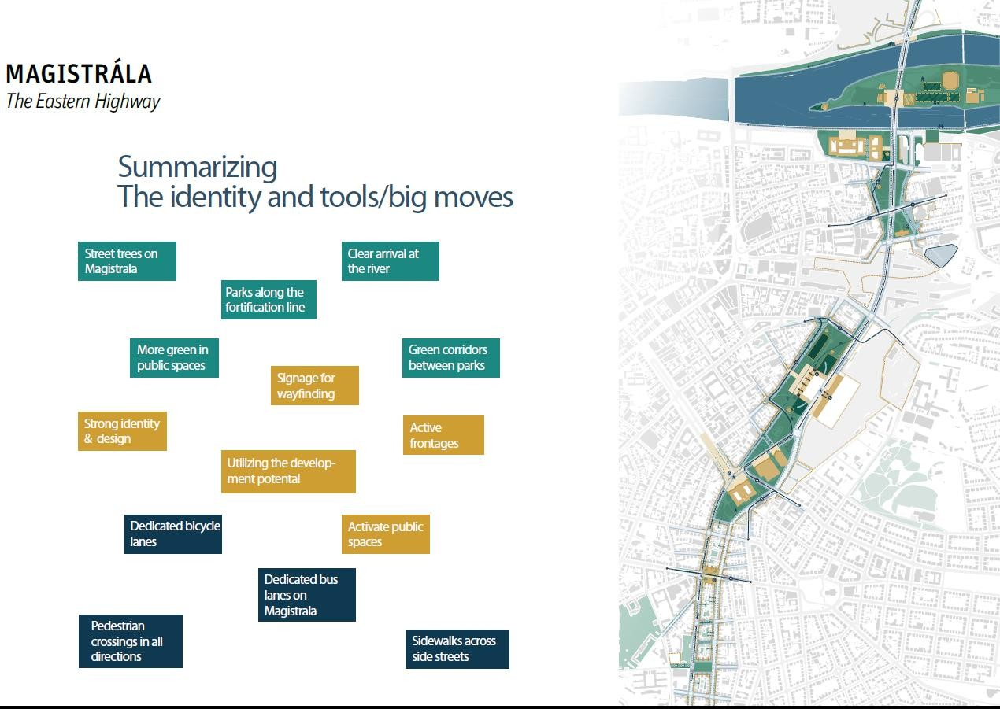 MAGISTRÁLA
The Eastern Highway
Summarizing
The identity and tools/big moves
Street trees on
Magistrala
Clear arrival at
the river
Parks along the
fortification line
More green in
public spaces
Green corridors
between parks
Signage for
wayfinding
Strong identity
& design
Active
frontages
Utilizing the develop-
ment potental
Dedicated bicycle
lanes
Activate public
spaces
Dedicated bus
lanes on
Magistrala
Pedestrian
crossings in all
directions
Sidewalks across
side streets